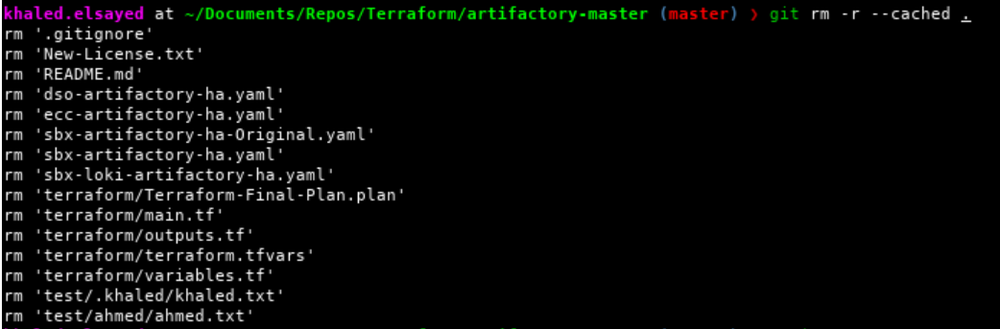 khaled.elsayed at ~/Documents/Repos/Terraform/artifactory-master (master) ❯ git rm -r --cached .
rm '.gitignore'
rm 'New-License.txt'
rm 'README.md'
rm 'dso-artifactory-ha.yaml'
rm 'ecc-artifactory-ha.yaml'
rm 'sbx-artifactory-ha-Original.yaml'
rm 'sbx-artifactory-ha.yaml'
rm 'sbx-loki-artifactory-ha.yaml'
rm 'terraform/Terraform-Final-Plan.plan'
rm 'terraform/main.tf'
rm 'terraform/outputs.tf'
rm 'terraform/terraform.tfvars'
rm 'terraform/variables.tf'
rm 'test/.khaled/khaled.txt'
rm 'test/ahmed/ahmed.txt'